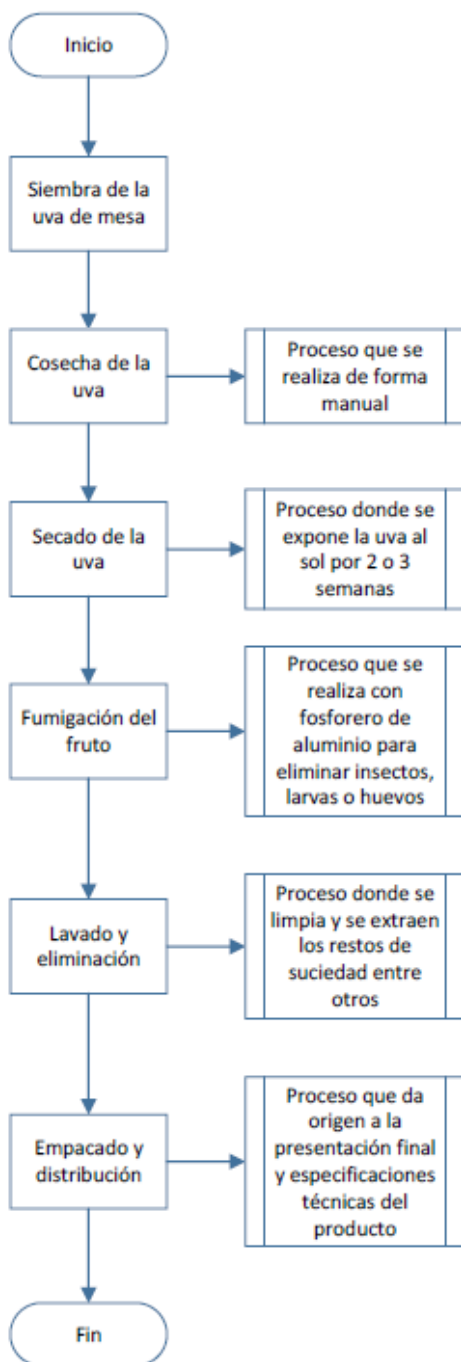 Inicio
Siembra de la
uva de mesa
Cosecha de la
uva
Proceso que se
realiza de forma
manual
Secado de la
uva
Proceso donde se
expone la uva al
sol por 2 o 3
semanas
Fumigación del
fruto
Proceso que se
realiza con
fosforero de
aluminio para
eliminar insectos,
larvas o huevos
Lavado y
eliminación
Proceso donde se
limpia y se extraen
los restos de
suciedad entre
otros
Empacado y
distribución
Proceso que da
origen a la
presentación final
y especificaciones
técnicas del
producto
Fin